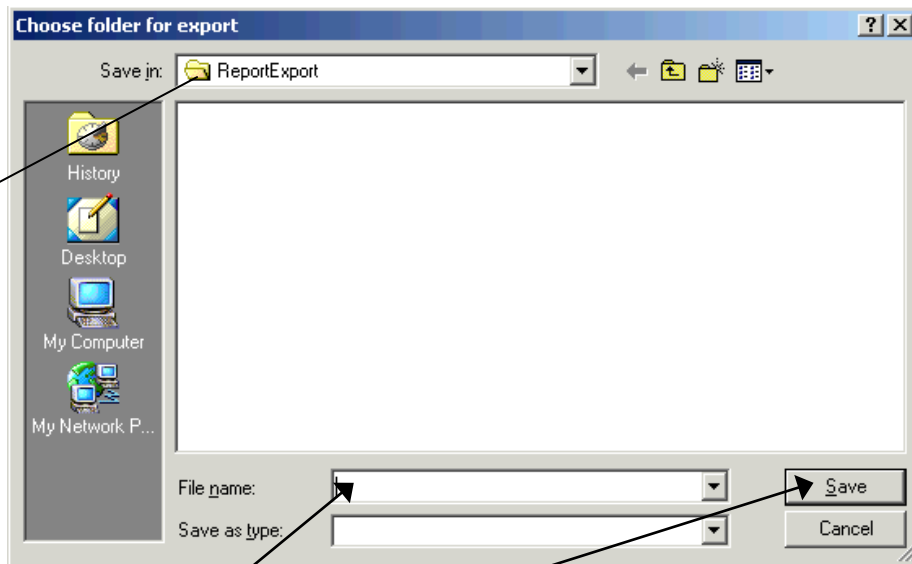 Choose folder for export
Save in: ReportExport
History
Desktop
My Computer
My Network P...
File name:
Save
Save as type:
Cancel